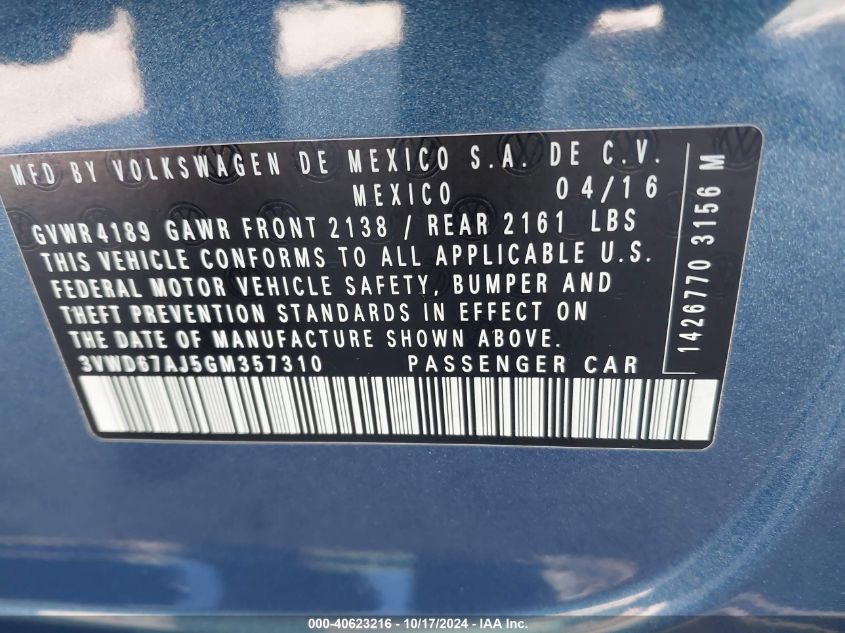 MFD BY VOLKSWAGEN DE MEXICO S.A. DE C.V.
MEXICO 04/16
GVWR 4189 GAWR FRONT 2138 / REAR 2161 LBS
THIS VEHICLE CONFORMS TO ALL APPLICABLE U.S.
FEDERAL MOTOR VEHICLE SAFETY, BUMPER AND
THEFT PREVENTION STANDARDS IN EFFECT ON
THE DATE OF MANUFACTURE SHOWN ABOVE.
3VWD67AJ5GM357310 PASSENGER CAR
1426770 3156 M
000-40623216 - 10/17/2024 - IAA Inc.